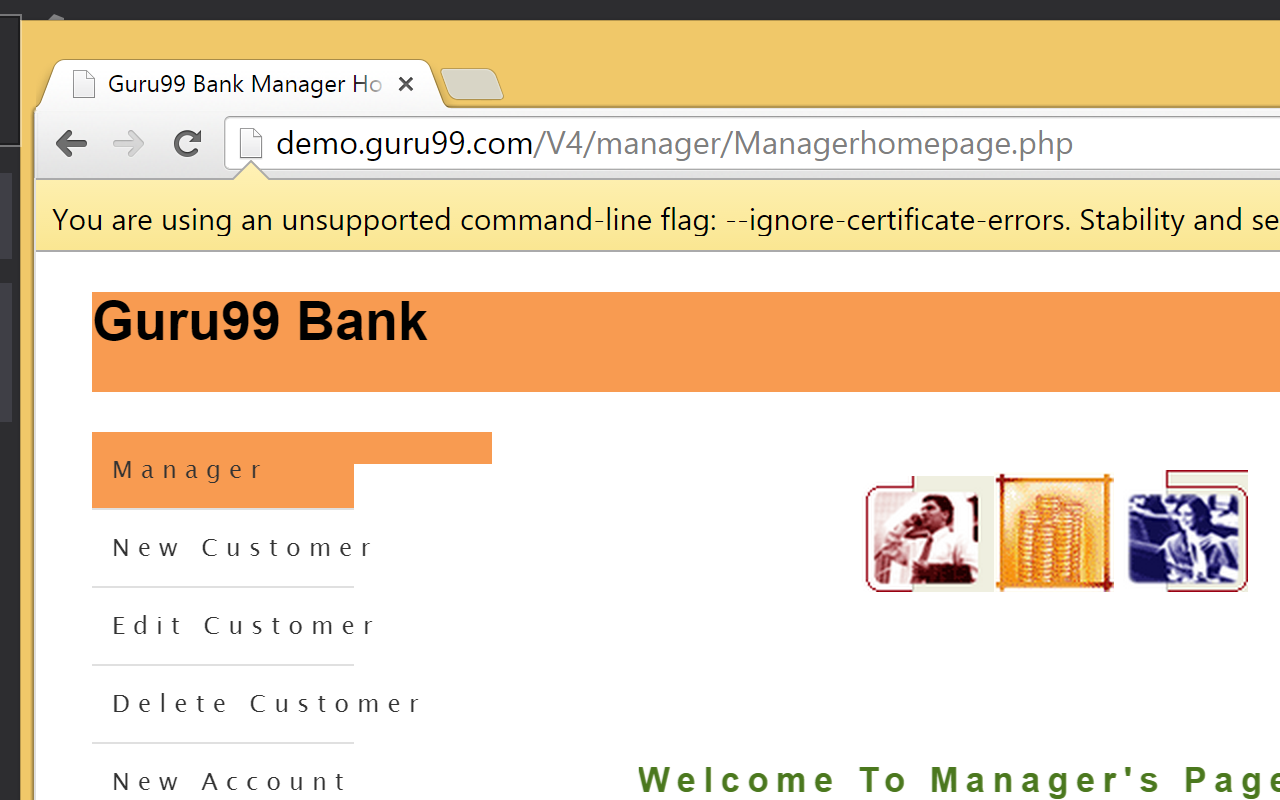 Guru99 Bank Manager Ho
demo.guru99.com/V4/manager/Managerhomepage.php
You are using an unsupported command-line flag: --ignore-certificate-errors. Stability and se
Guru99 Bank
Manager
New Customer
Edit Customer
Delete Customer
New Account
Welcome To Manager's Page